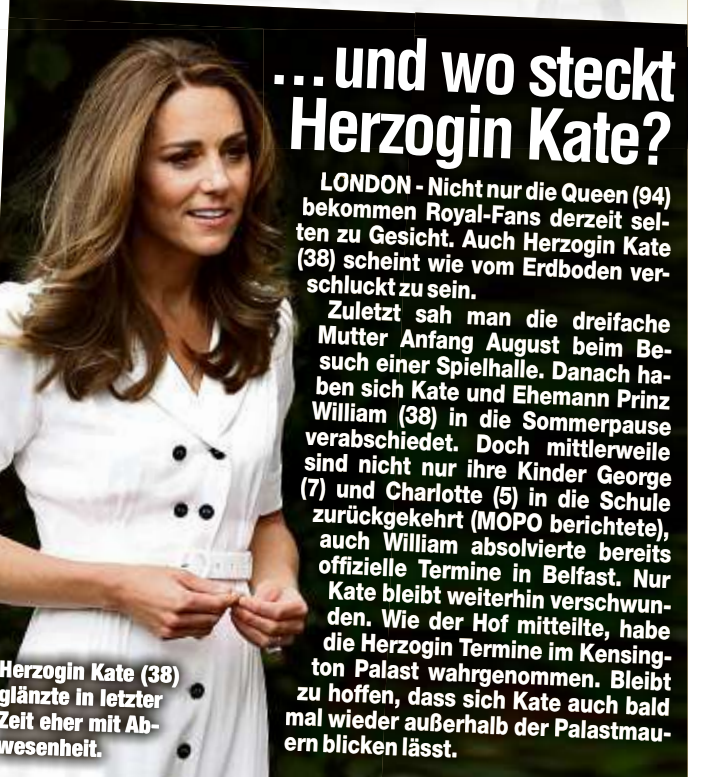 ...und wo steckt
Herzogin Kate?
LONDON - Nicht nur die Queen (94)
bekommen Royal-Fans derzeit sel-
ten zu Gesicht. Auch Herzogin Kate
(38) scheint wie vom Erdboden ver-
schluckt zu sein.
Zuletzt sah man die dreifache
Mutter Anfang August beim Be-
such einer Spielhalle. Danach ha-
ben sich Kate und Ehemann Prinz
William (38) in die Sommerpause
verabschiedet. Doch mittlerweile
sind nicht nur ihre Kinder George
(7) und Charlotte (5) in die Schule
zurückgekehrt (MOPO berichtete),
auch William absolvierte bereits
offizielle Termine in Belfast. Nur
Kate bleibt weiterhin verschwun-
den. Wie der Hof mitteilte, habe
die Herzogin Termine im Kensing-
ton Palast wahrgenommen. Bleibt
zu hoffen, dass sich Kate auch bald
mal wieder außerhalb der Palastmau-
ern blicken lässt.
Herzogin Kate (38)
glänzte in letzter
Zeit eher mit Ab-
wesenheit.